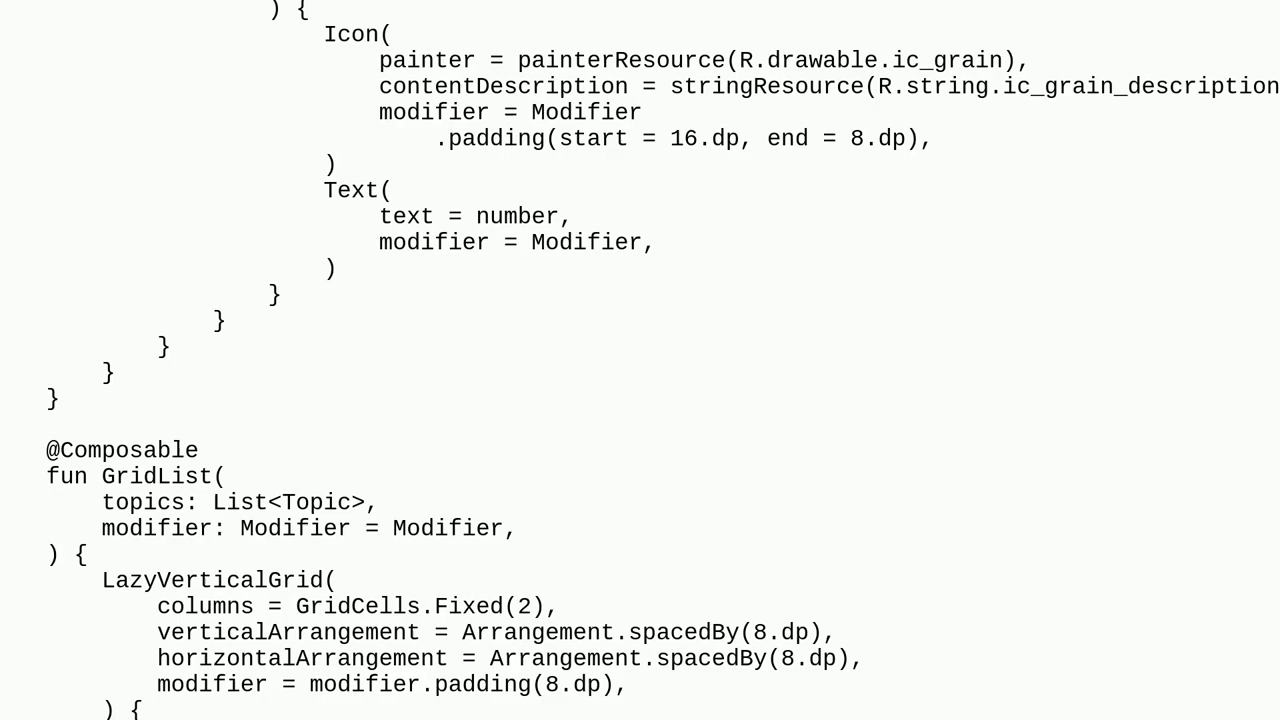 ) {
Icon(
painter = painterResource(R.drawable.ic_grain),
contentDescription = stringResource(R.string.ic_grain_description
modifier = Modifier
.padding(start = 16.dp, end = 8.dp),
)
Text(
text = number,
modifier = Modifier,
)
}
}
}
}
}
@Composable
fun GridList(
topics: List<Topic>,
modifier: Modifier = Modifier,
) {
LazyVerticalGrid(
columns = GridCells.Fixed(2),
verticalArrangement = Arrangement.spacedBy(8.dp),
horizontalArrangement = Arrangement.spacedBy(8.dp),
modifier = modifier.padding(8.dp),
) {